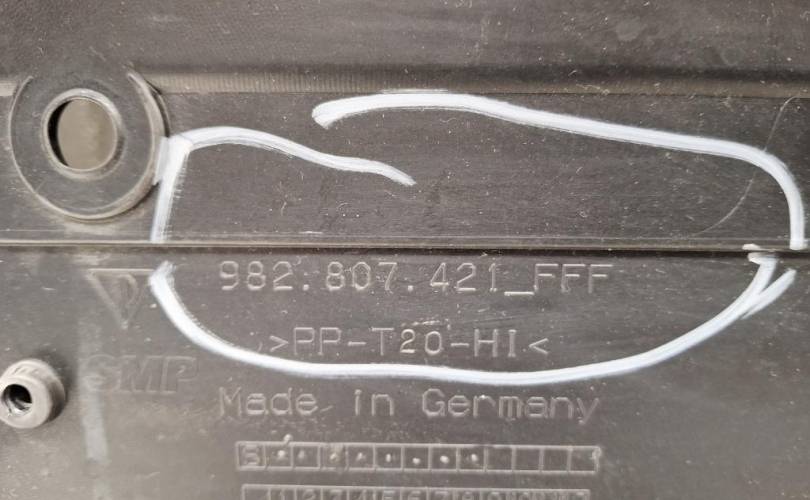 982.807.421_FFF
>PP-T20-HI<
SMP
Made in Germany